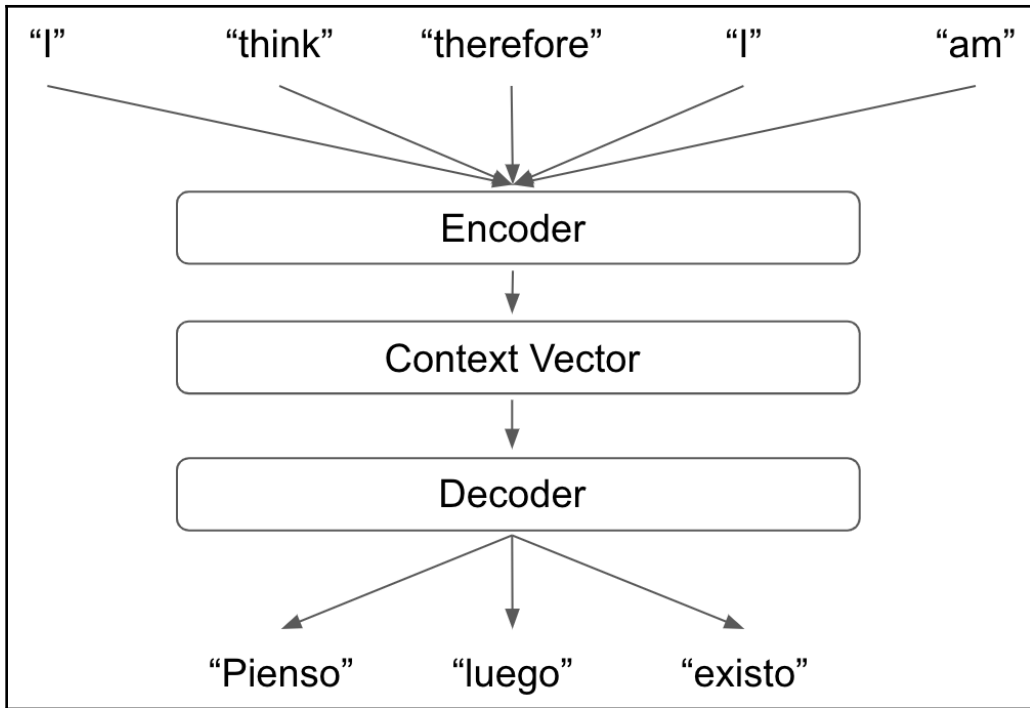 “I” “think” “therefore” “I” “am”
Encoder
Context Vector
Decoder
“Pienso” “luego” “existo”